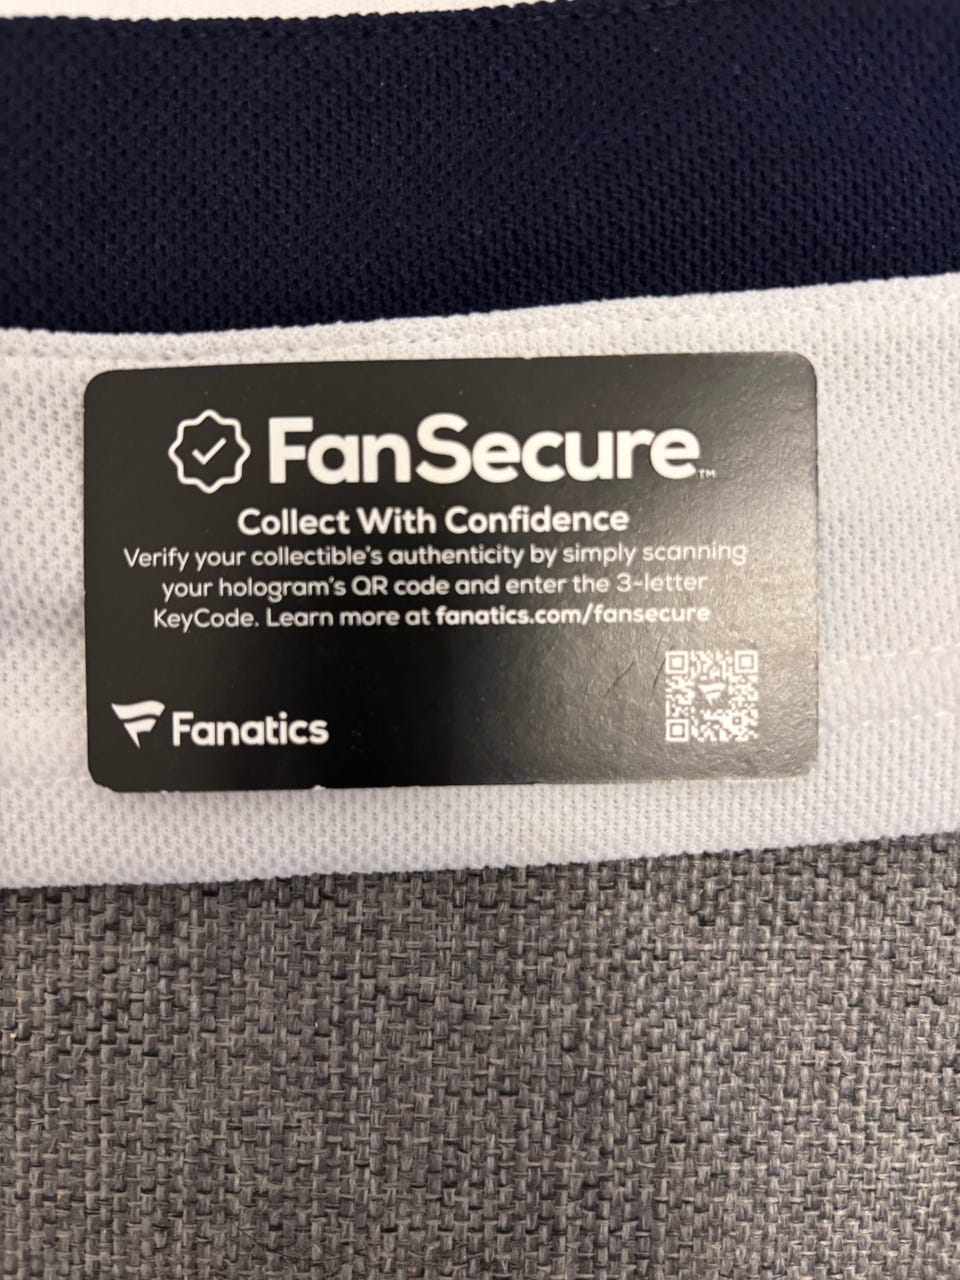 FanSecure™
Collect With Confidence
Verify your collectible's authenticity by simply scanning
your hologram's QR code and enter the 3-letter
KeyCode. Learn more at fanatics.com/fansecure
Fanatics